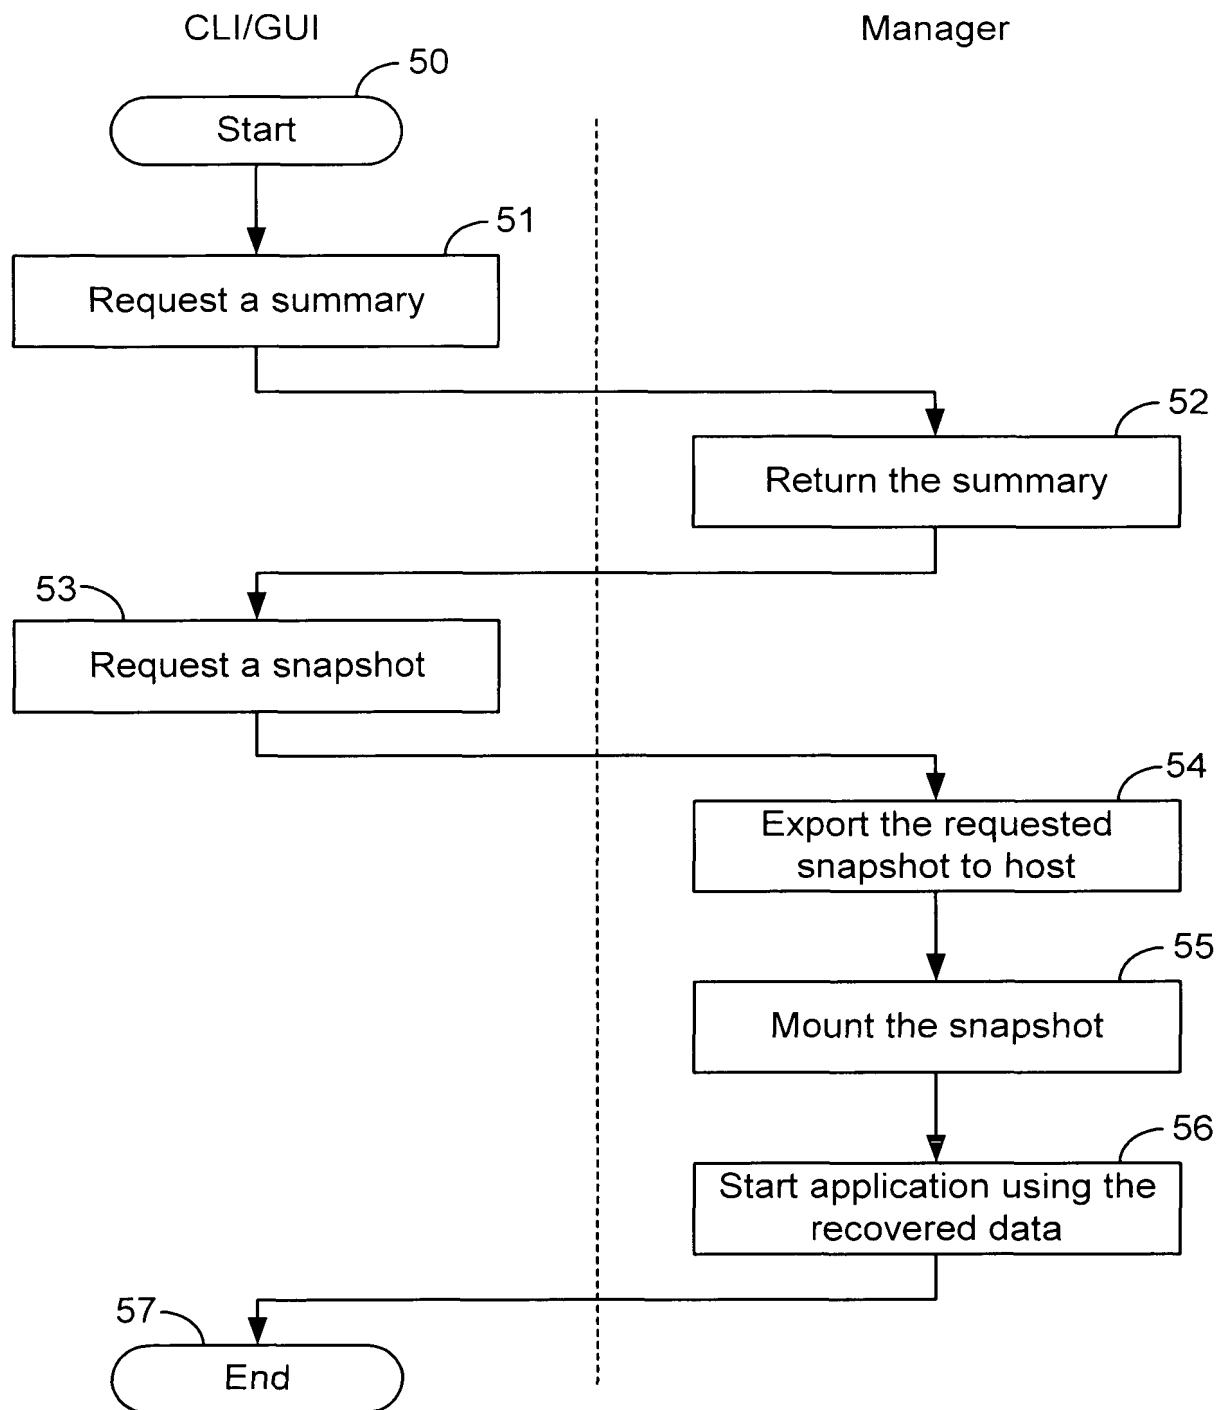 CLI/GUI
Manager
50
Start
51
Request a summary
52
Return the summary
53
Request a snapshot
54
Export the requested
snapshot to host
55
Mount the snapshot
56
Start application using the
recovered data
57
End